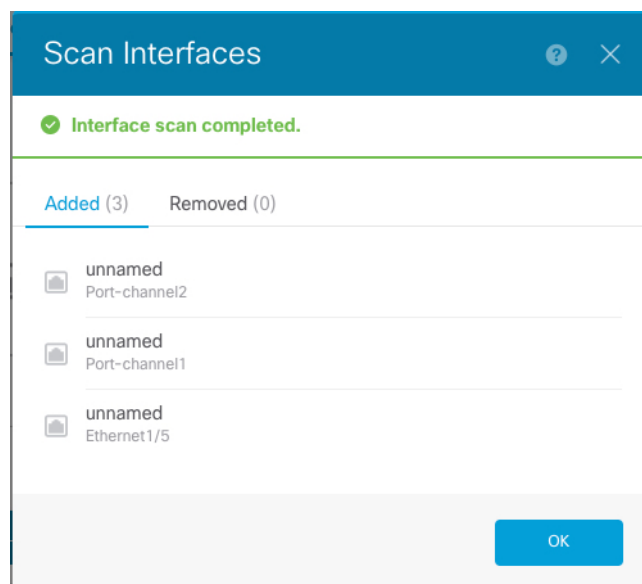 Scan Interfaces
?
Interface scan completed.
Added (3) Removed (0)
unnamed
Port-channel2
unnamed
Port-channel1
unnamed
Ethernet1/5
OK